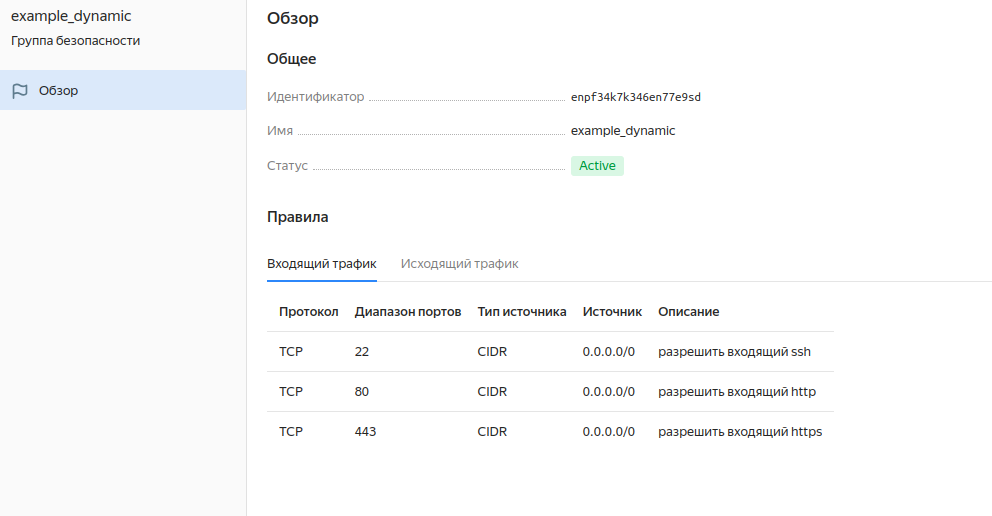 example_dynamic
Группа безопасности
Обзор
Обзор
Общее
Идентификатор enpf34k7k346en77e9sd
Имя example_dynamic
Статус Active
Правила
Входящий трафик Исходящий трафик
Протокол Диапазон портов Тип источника Источник Описание
TCP 22 CIDR 0.0.0.0/0 разрешить входящий ssh
TCP 80 CIDR 0.0.0.0/0 разрешить входящий http
TCP 443 CIDR 0.0.0.0/0 разрешить входящий https